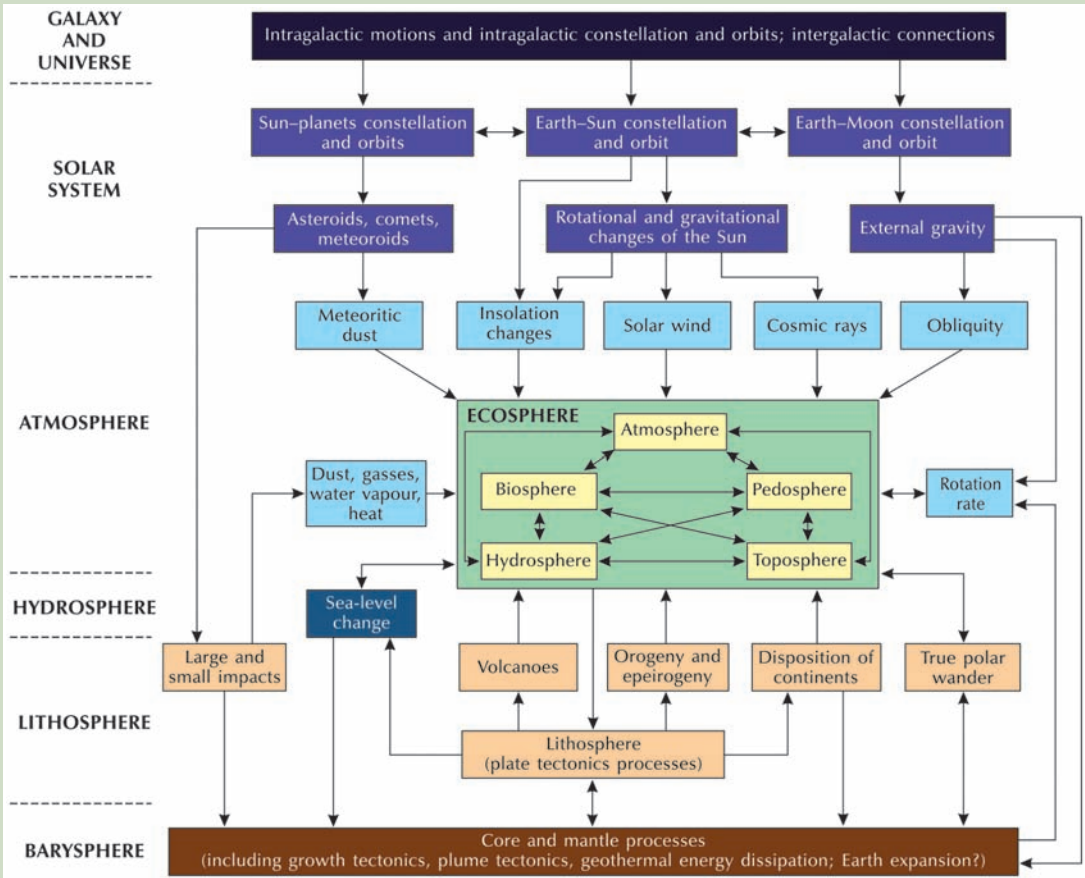 GALAXY
AND
UNIVERSE
Intragalactic motions and intragalactic constellation and orbits; intergalactic connections
SOLAR
SYSTEM
Sun–planets constellation
and orbits
Earth–Sun constellation
and orbit
Earth–Moon constellation
and orbit
Asteroids, comets,
meteoroids
Rotational and gravitational
changes of the Sun
External gravity
ATMOSPHERE
Meteoritic
dust
Insolation
changes
Solar wind
Cosmic rays
Obliquity
ECOSPHERE
Atmosphere
Biosphere
Pedosphere
Hydrosphere
Toposphere
Dust, gasses,
water vapour,
heat
Rotation
rate
HYDROSPHERE
Sea-level
change
LITHOSPHERE
Large and
small impacts
Volcanoes
Orogeny and
epeirogeny
Disposition of
continents
True polar
wander
Lithosphere
(plate tectonics processes)
BARYSPHERE
Core and mantle processes
(including growth tectonics, plume tectonics, geothermal energy dissipation; Earth expansion?)